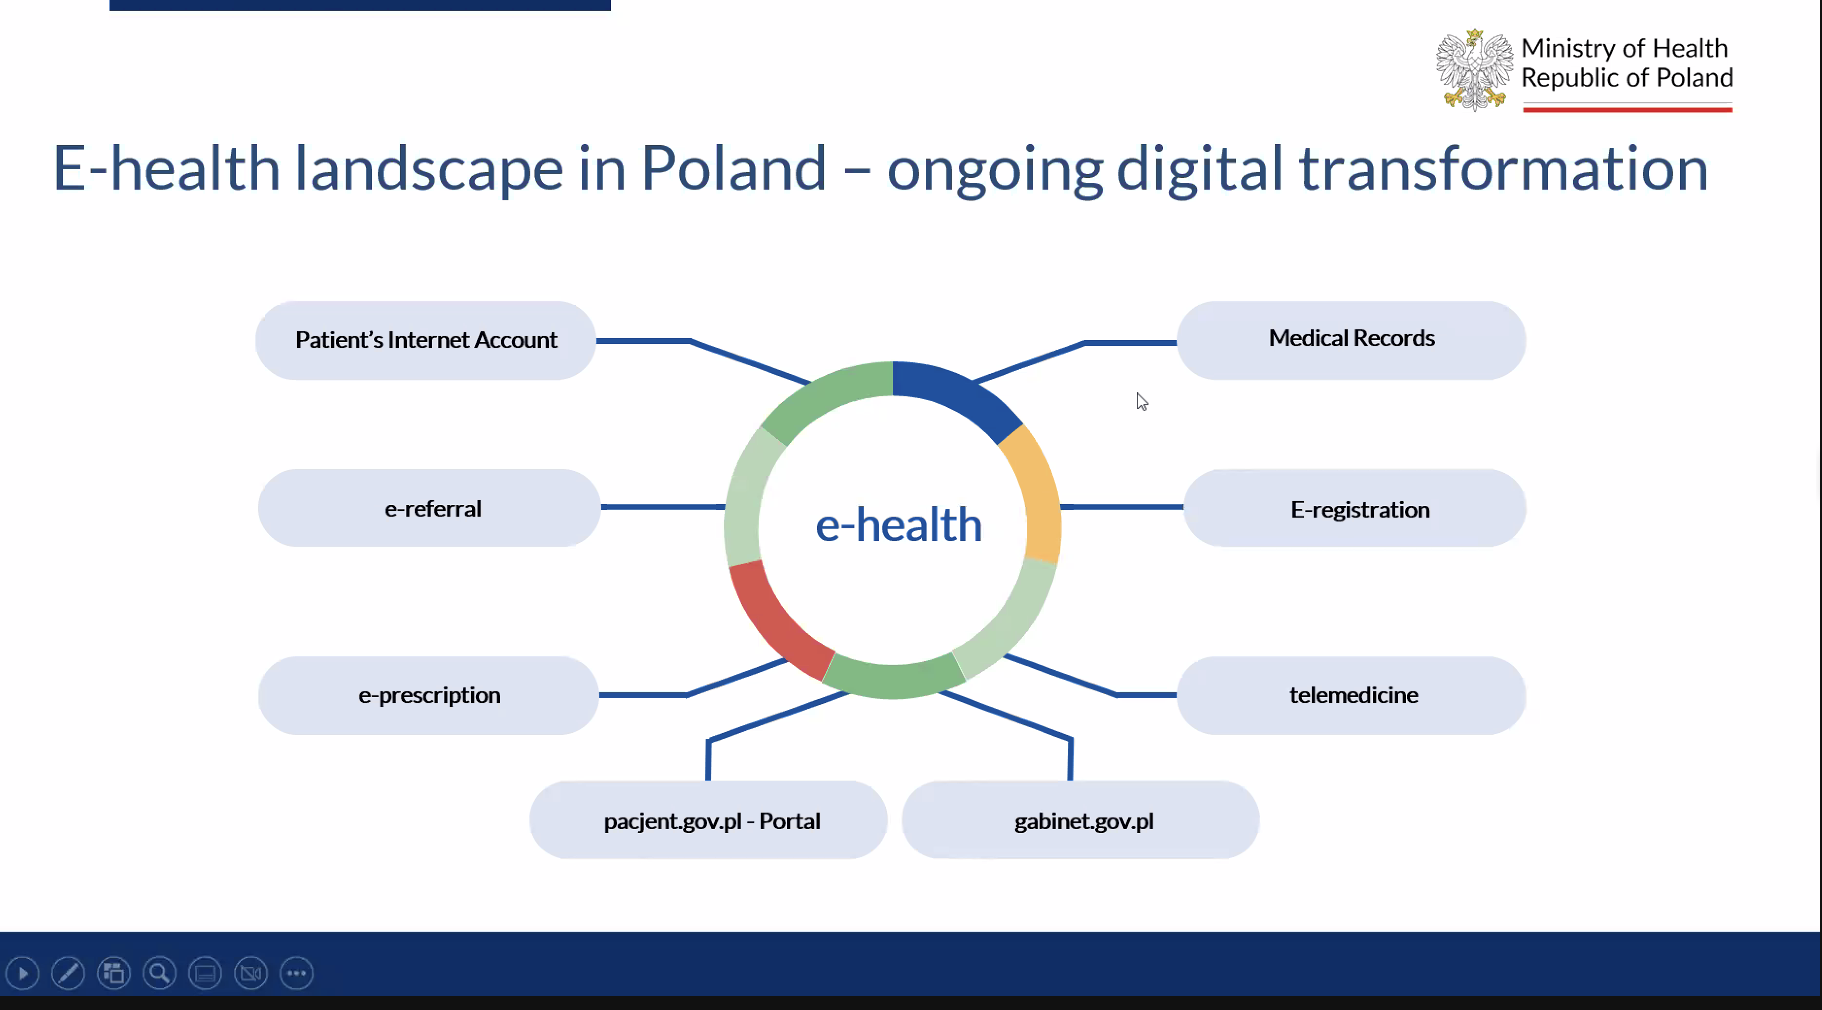 Ministry of Health
Republic of Poland
E-health landscape in Poland – ongoing digital transformation
Patient’s Internet Account
Medical Records
e-referral
e-health
E-registration
e-prescription
telemedicine
pacjent.gov.pl - Portal
gabinet.gov.pl